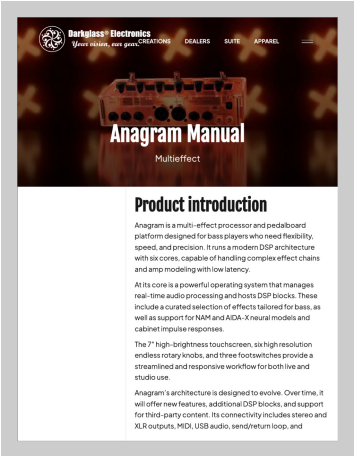 Darkglass® Electronics
Your vision, our gear.
CREATIONS DEALERS SUITE APPAREL
Anagram Manual
Multieffect
Product introduction
Anagram is a multi-effect processor and pedalboard
platform designed for bass players who need flexibility,
speed, and precision. It runs a modern DSP architecture
with six cores, capable of handling complex effect chains
and amp modeling with low latency.
At its core is a powerful operating system that manages
real-time audio processing and hosts DSP blocks. These
include a curated selection of effects tailored for bass, as
well as support for NAM and AIDA-X neural models and
cabinet impulse responses.
The 7" high-brightness touchscreen, six high resolution
endless rotary knobs, and three footswitches provide a
streamlined and responsive workflow for both live and
studio use.
Anagram's architecture is designed to evolve. Over time, it
will offer new features, additional DSP blocks, and support
for third-party content. Its connectivity includes stereo and
XLR outputs, MIDI, USB audio, send/return loop, and